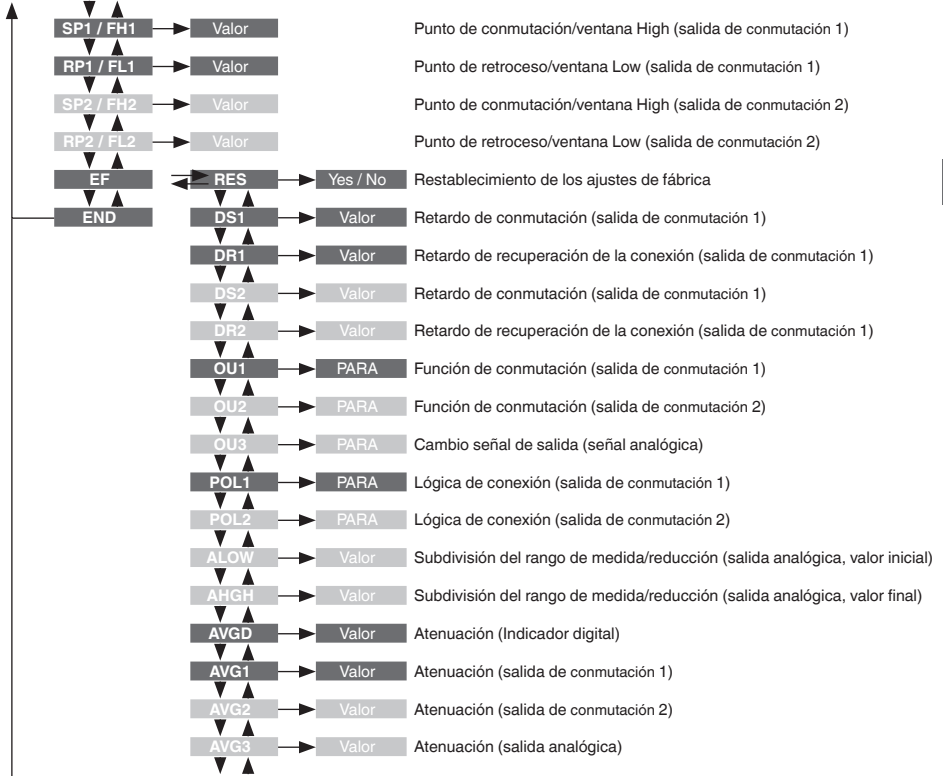 SP1 / FH1 Valor Punto de conmutación/ventana High (salida de conmutación 1)
RP1 / FL1 Valor Punto de retroceso/ventana Low (salida de conmutación 1)
SP2 / FH2 Valor Punto de conmutación/ventana High (salida de conmutación 2)
RP2 / FL2 Valor Punto de retroceso/ventana Low (salida de conmutación 2)
EF RES Yes / No Restablecimiento de los ajustes de fábrica
END DS1 Valor Retardo de conmutación (salida de conmutación 1)
DR1 Valor Retardo de recuperación de la conexión (salida de conmutación 1)
DS2 Valor Retardo de conmutación (salida de conmutación 1)
DR2 Valor Retardo de recuperación de la conexión (salida de conmutación 1)
OU1 PARA Función de conmutación (salida de conmutación 1)
OU2 PARA Función de conmutación (salida de conmutación 2)
OU3 PARA Cambio señal de salida (señal analógica)
POL1 PARA Lógica de conexión (salida de conmutación 1)
POL2 PARA Lógica de conexión (salida de conmutación 2)
ALOW Valor Subdivisión del rango de medida/reducción (salida analógica, valor inicial)
AHGH Valor Subdivisión del rango de medida/reducción (salida analógica, valor final)
AVGD Valor Atenuación (Indicador digital)
AVG1 Valor Atenuación (salida de conmutación 1)
AVG2 Valor Atenuación (salida de conmutación 2)
AVG3 Valor Atenuación (salida analógica)